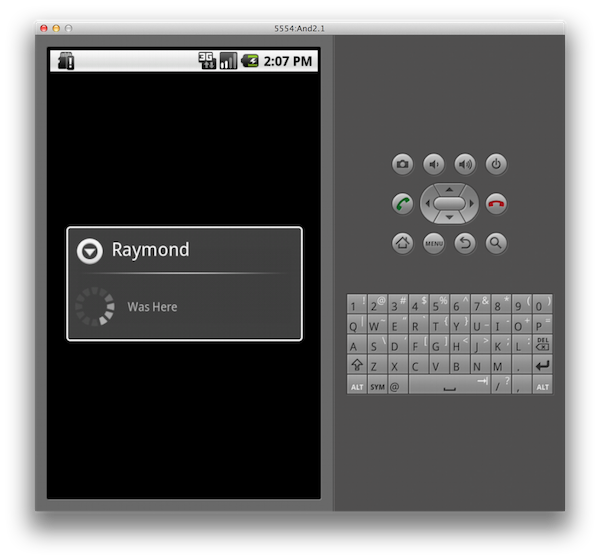 5554:And2.1
3G 2:07 PM
Raymond
Was Here
MENU
1 ! 2 @ 3 # 4 $ 5 % 6 ^ 7 & 8 * 9 ( 0 )
Q | W ~ E " R ` T { Y } U _ I - O + P =
A S \ D ' F [ G ] H < J > K ; L : DEL
Z X C V B N M .
ALT SYM @ / ? , ALT